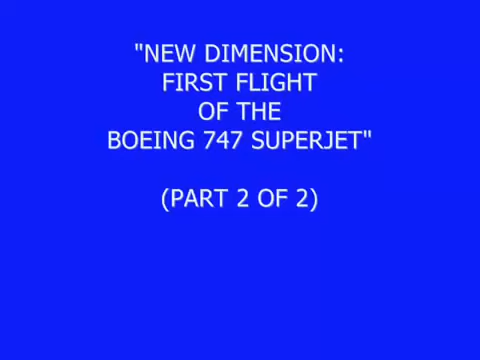 "NEW DIMENSION:
FIRST FLIGHT
OF THE
BOEING 747 SUPERJET"
(PART 2 OF 2)